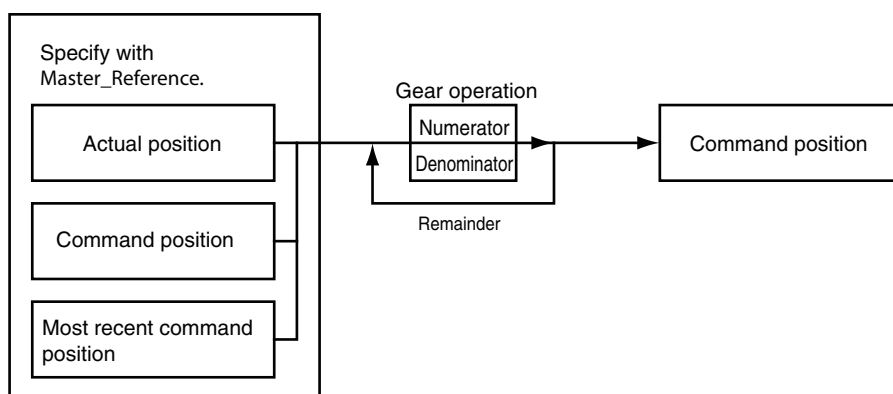 Specify with
Master_Reference.
Actual position
Command position
Most recent command
position
Gear operation
Numerator
Denominator
Remainder
Command position